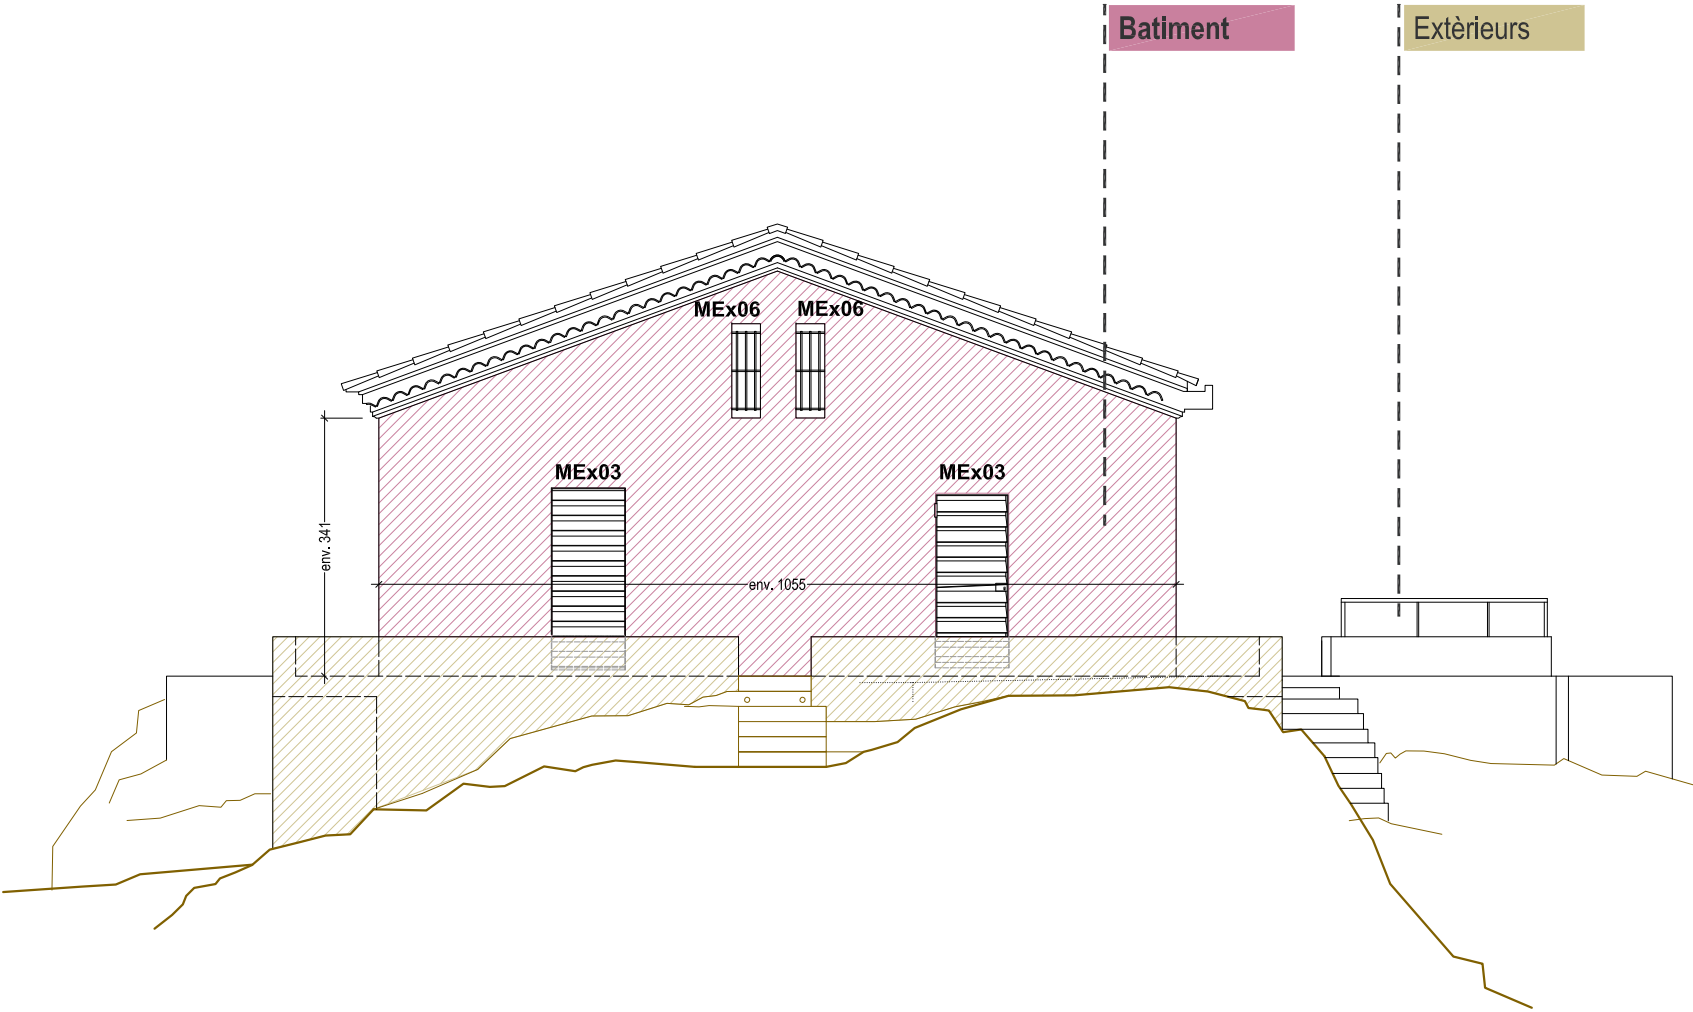 Batiment
Extèrieurs
MEx06
MEx06
MEx03
MEx03
env. 341
env. 1055